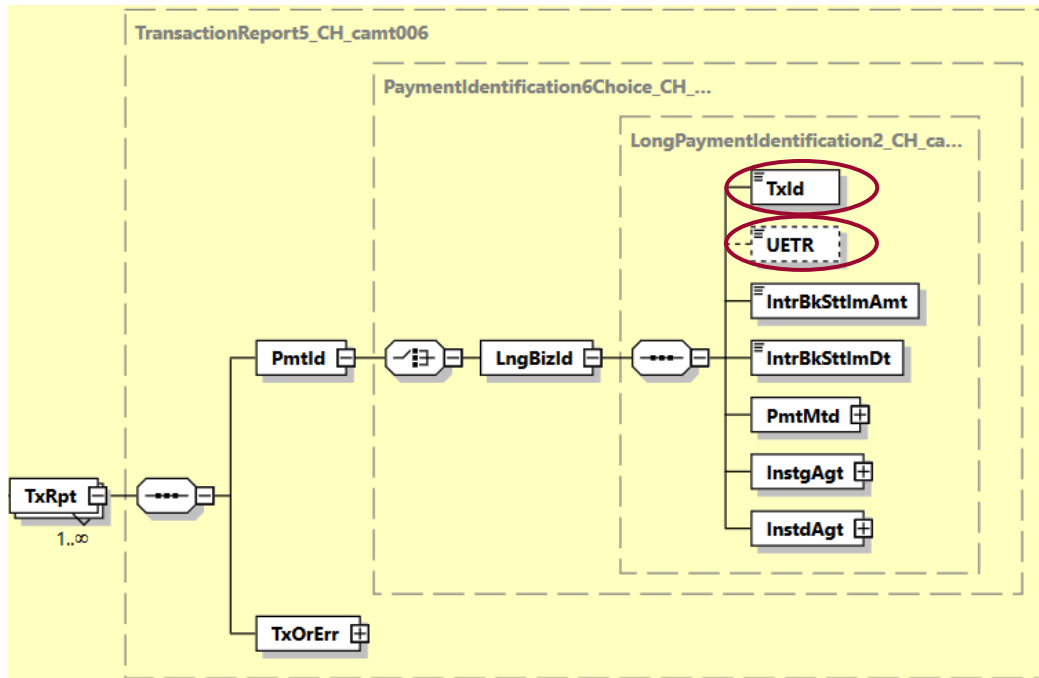 TransactionReport5_CH_camt006
PaymentIdentification6Choice_CH_...
LongPaymentIdentification2_CH_ca...
TxId
UETR
IntrBkSttlmAmt
PmtId
LngBizId
IntrBkSttlmDt
PmtMtd
InstgAgt
TxRpt
1..∞
InstdAgt
TxOrErr